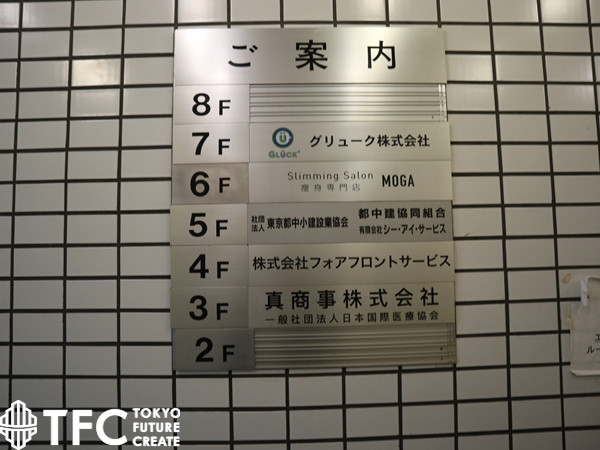 ご案内
8F
7F GLÜCK グリューク株式会社
6F Slimming Salon 痩身専門店 MOGA
5F 社団法人 東京都中小建設業協会 都中建協同組合
有限会社 シー・アイ・サービス
4F 株式会社フォアフロントサービス
3F 真商事株式会社
一般社団法人日本国際医療協会
2F
TFC TOKYO FUTURE CREATE